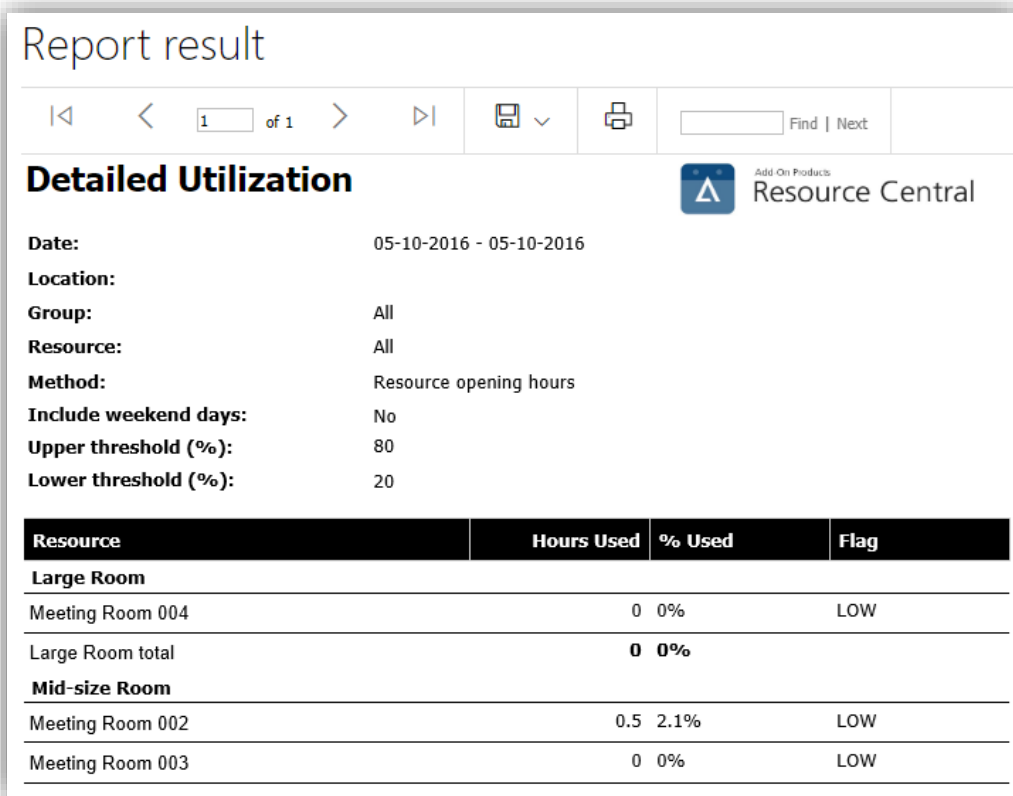 Report result
1 of 1 Find | Next
Detailed Utilization
Add-On Products
Resource Central
Date: 05-10-2016 - 05-10-2016
Location:
Group: All
Resource: All
Method: Resource opening hours
Include weekend days: No
Upper threshold (%): 80
Lower threshold (%): 20
Resource Hours Used % Used Flag
Large Room
Meeting Room 004 0 0% LOW
Large Room total 0 0%
Mid-size Room
Meeting Room 002 0.5 2.1% LOW
Meeting Room 003 0 0% LOW